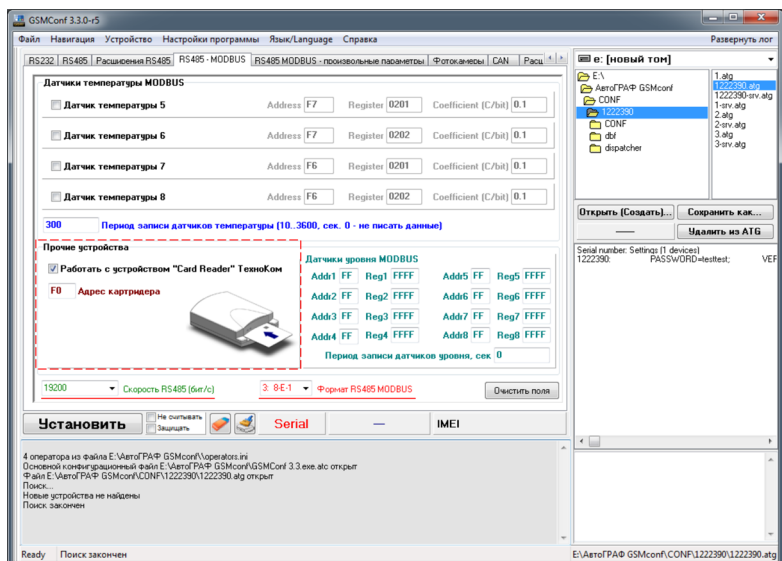 GSMConf 3.3.0-r5
Файл Навигация Устройство Настройки программы Язык/Language Справка Развернуть лог
RS232 RS485 Расширения RS485 RS485 - MODBUS RS485 MODBUS - произвольные параметры Фотокамеры CAN Расш
Датчики температуры MODBUS
Датчик температуры 5 Address F7 Register 0201 Coefficient (C/bit) 0.1
Датчик температуры 6 Address F7 Register 0202 Coefficient (C/bit) 0.1
Датчик температуры 7 Address F6 Register 0201 Coefficient (C/bit) 0.1
Датчик температуры 8 Address F6 Register 0202 Coefficient (C/bit) 0.1
300 Период записи датчиков температуры (10..3600, сек. 0 - не писать данные)
Прочие устройства
Работать с устройством "Card Reader" ТехноКом
F0 Адрес картридера
Датчики уровня MODBUS
Addr1 FF Reg1 FFFF Addr5 FF Reg5 FFFF
Addr2 FF Reg2 FFFF Addr6 FF Reg6 FFFF
Addr3 FF Reg3 FFFF Addr7 FF Reg7 FFFF
Addr4 FF Reg4 FFFF Addr8 FF Reg8 FFFF
Период записи датчиков уровня, сек 0
19200 Скорость RS485 (бит/с) 3: 8-E-1 Формат RS485 MODBUS Очистить поля
Установить Не считывать Защищать Serial — IMEI
4 оператора из файла E:\АвтоГРАФ GSMconf\\operators.ini
Основной конфигурационный файл E:\АвтоГРАФ GSMconf\GSMConf 3.3.exe.atc открыт
Файл E:\АвтоГРАФ GSMconf\CONF\1222390\1222390.atg открыт
Поиск...
Новые устройства не найдены
Поиск закончен
e: [новый том]
E:\
АвтоГРАФ GSMconf
CONF
1222390
CONF
dbf
dispatcher
1.atg
1222390.atg
1222390-srv.atg
1-srv.atg
2.atg
2-srv.atg
3.atg
3-srv.atg
Открыть (Создать)... Сохранить как...
—— Удалить из ATG
Serial number: Settings (1 devices)
1222390: PASSWORD=testtest; VER
Ready Поиск закончен E:\АвтоГРАФ GSMconf\CONF\1222390\1222390.atg